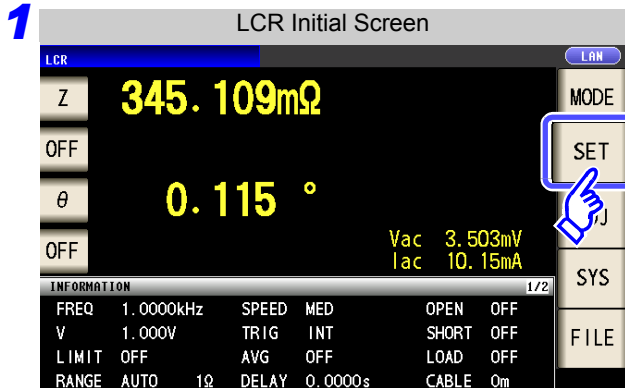 1 LCR Initial Screen
LCR LAN
Z 345.109mΩ MODE
OFF SET
θ 0.115 °
OFF Vac 3.503mV
Iac 10.15mA
SYS
INFORMATION 1/2
FREQ 1.0000kHz SPEED MED OPEN OFF
V 1.000V TRIG INT SHORT OFF FILE
LIMIT OFF AVG OFF LOAD OFF
RANGE AUTO 1Ω DELAY 0.0000s CABLE 0m